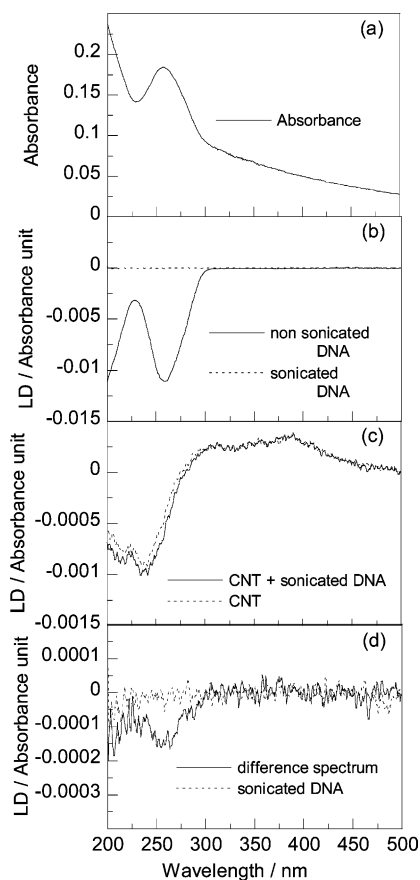 (a)
0.2
0.15
0.1
0.05
0
Absorbance
Absorbance
(b)
0
-0.005
-0.01
-0.015
LD / Absorbance unit
non sonicated
DNA
sonicated
DNA
(c)
0
-0.0005
-0.001
-0.0015
LD / Absorbance unit
CNT + sonicated DNA
CNT
(d)
0.0001
0
-0.0001
-0.0002
-0.0003
LD / Absorbance unit
difference spectrum
sonicated DNA
200 250 300 350 400 450 500
Wavelength / nm